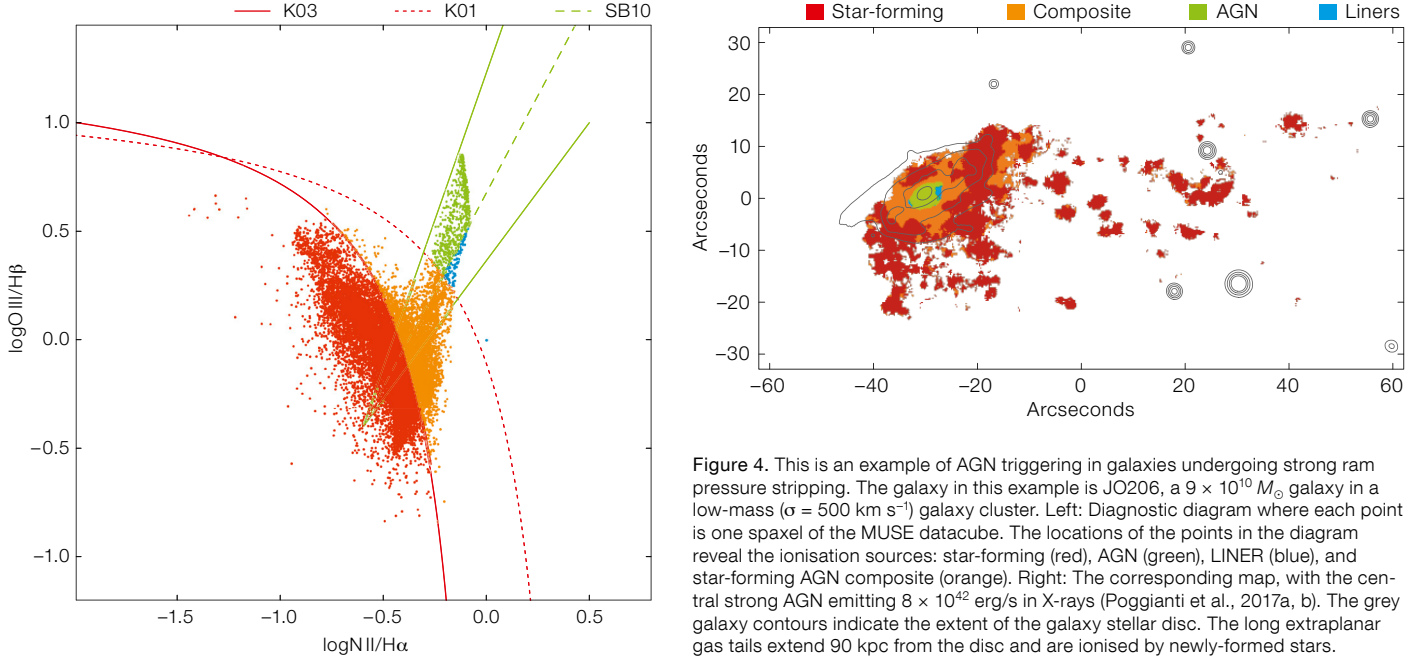 K03 K01 SB10
1.0
0.5
0.0
−0.5
−1.0
logO III/Hβ
−1.5 −1.0 −0.5 0.0 0.5
logN II/Hα
Star-forming Composite AGN Liners
30
20
10
0
−10
−20
−30
Arcseconds
−60 −40 −20 0 20 40 60
Arcseconds
Figure 4. This is an example of AGN triggering in galaxies undergoing strong ram
pressure stripping. The galaxy in this example is JO206, a 9 × 10¹⁰ M☉ galaxy in a
low-mass (σ = 500 km s⁻¹) galaxy cluster. Left: Diagnostic diagram where each point
is one spaxel of the MUSE datacube. The locations of the points in the diagram
reveal the ionisation sources: star-forming (red), AGN (green), LINER (blue), and
star-forming AGN composite (orange). Right: The corresponding map, with the cen-
tral strong AGN emitting 8 × 10⁴² erg/s in X-rays (Poggianti et al., 2017a, b). The grey
galaxy contours indicate the extent of the galaxy stellar disc. The long extraplanar
gas tails extend 90 kpc from the disc and are ionised by newly-formed stars.